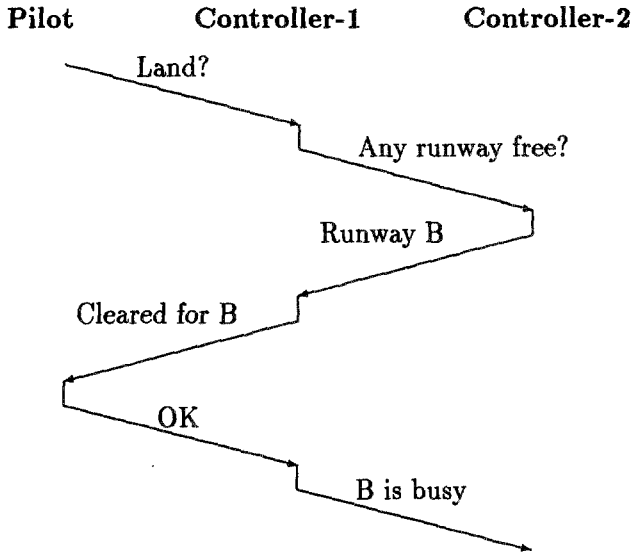 Pilot Controller-1 Controller-2
Land?
Any runway free?
Runway B
Cleared for B
OK
B is busy